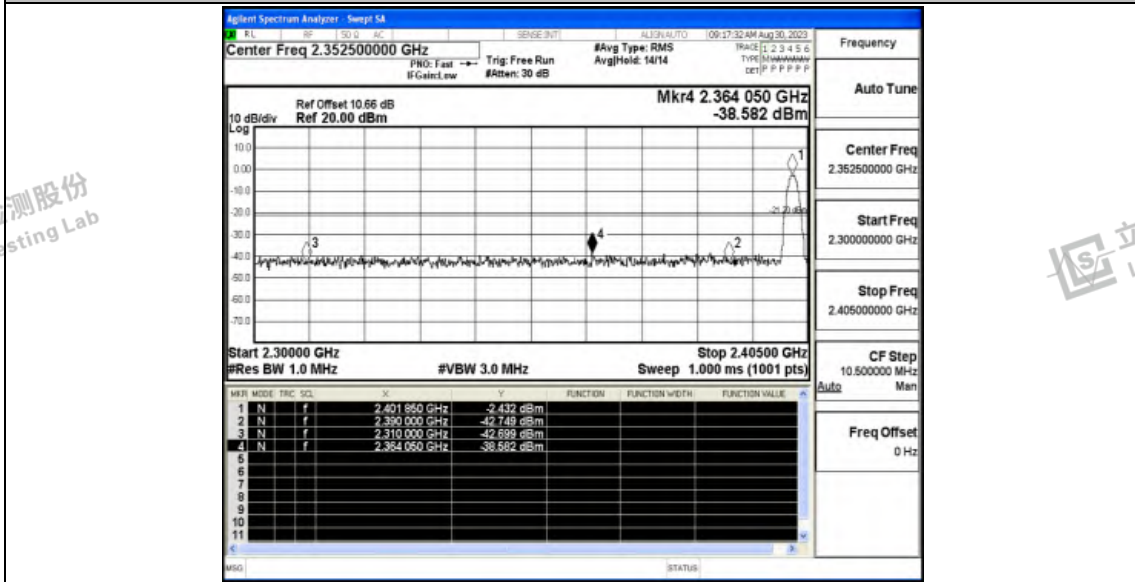 Agilent Spectrum Analyzer - Swept SA
RL RF 50 Ω AC SENSE:INT ALIGNAUTO 09:17:32 AM Aug 30, 2023
Center Freq 2.352500000 GHz
PNO: Fast
IFGain:Low
Trig: Free Run
#Atten: 30 dB
#Avg Type: RMS
Avg|Hold: 14/14
TRACE 1 2 3 4 5 6
TYPE MWWWWW
DET P P P P P P
Ref Offset 10.66 dB
Ref 20.00 dBm
10 dB/div
Log
Mkr4 2.364 050 GHz
-38.582 dBm
10.0
0.00
-10.0
-20.0
-30.0
-40.0
-50.0
-60.0
-70.0
1
-21.70 dBm
3
4
2
Start 2.30000 GHz Stop 2.40500 GHz
#Res BW 1.0 MHz #VBW 3.0 MHz Sweep 1.000 ms (1001 pts)
MKR MODE TRC SCL X Y FUNCTION FUNCTION WIDTH FUNCTION VALUE
1 N f 2.401 850 GHz -2.432 dBm
2 N f 2.390 000 GHz -42.749 dBm
3 N f 2.310 000 GHz -42.699 dBm
4 N f 2.364 050 GHz -38.582 dBm
5
6
7
8
9
10
11
MSG STATUS
Frequency
Auto Tune
Center Freq
2.352500000 GHz
Start Freq
2.300000000 GHz
Stop Freq
2.405000000 GHz
CF Step
10.500000 MHz
Auto Man
Freq Offset
0 Hz
测股份
sting Lab
立